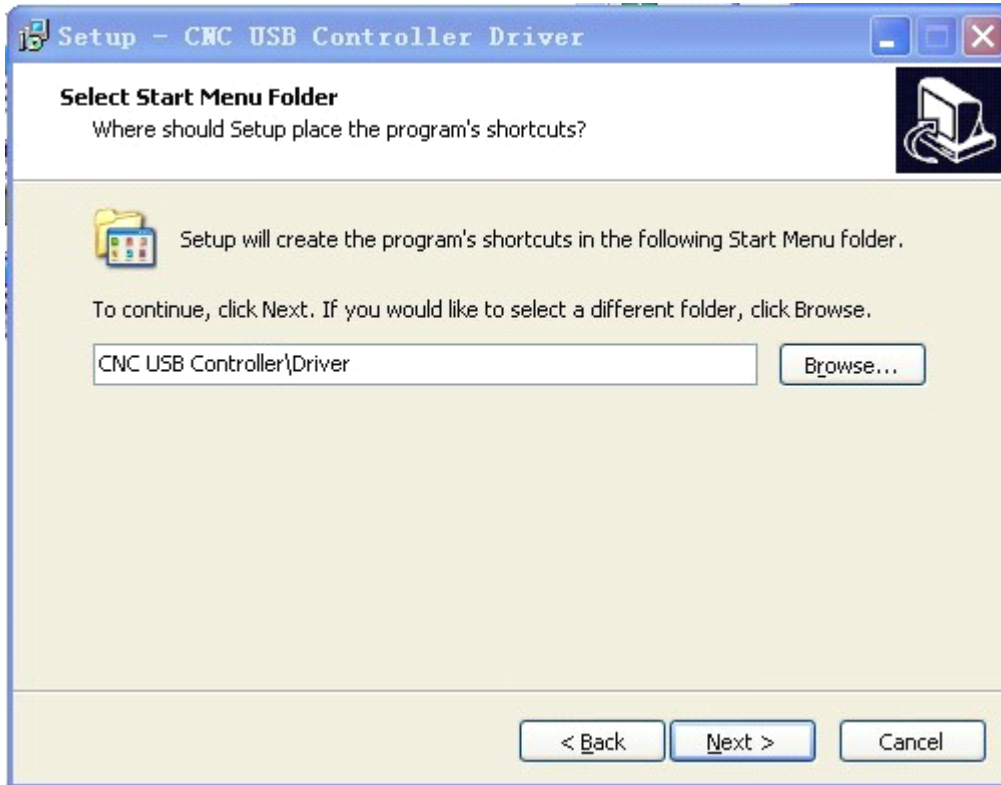 Setup - CNC USB Controller Driver
Select Start Menu Folder
Where should Setup place the program's shortcuts?
Setup will create the program's shortcuts in the following Start Menu folder.
To continue, click Next. If you would like to select a different folder, click Browse.
CNC USB Controller\Driver
Browse...
< Back
Next >
Cancel